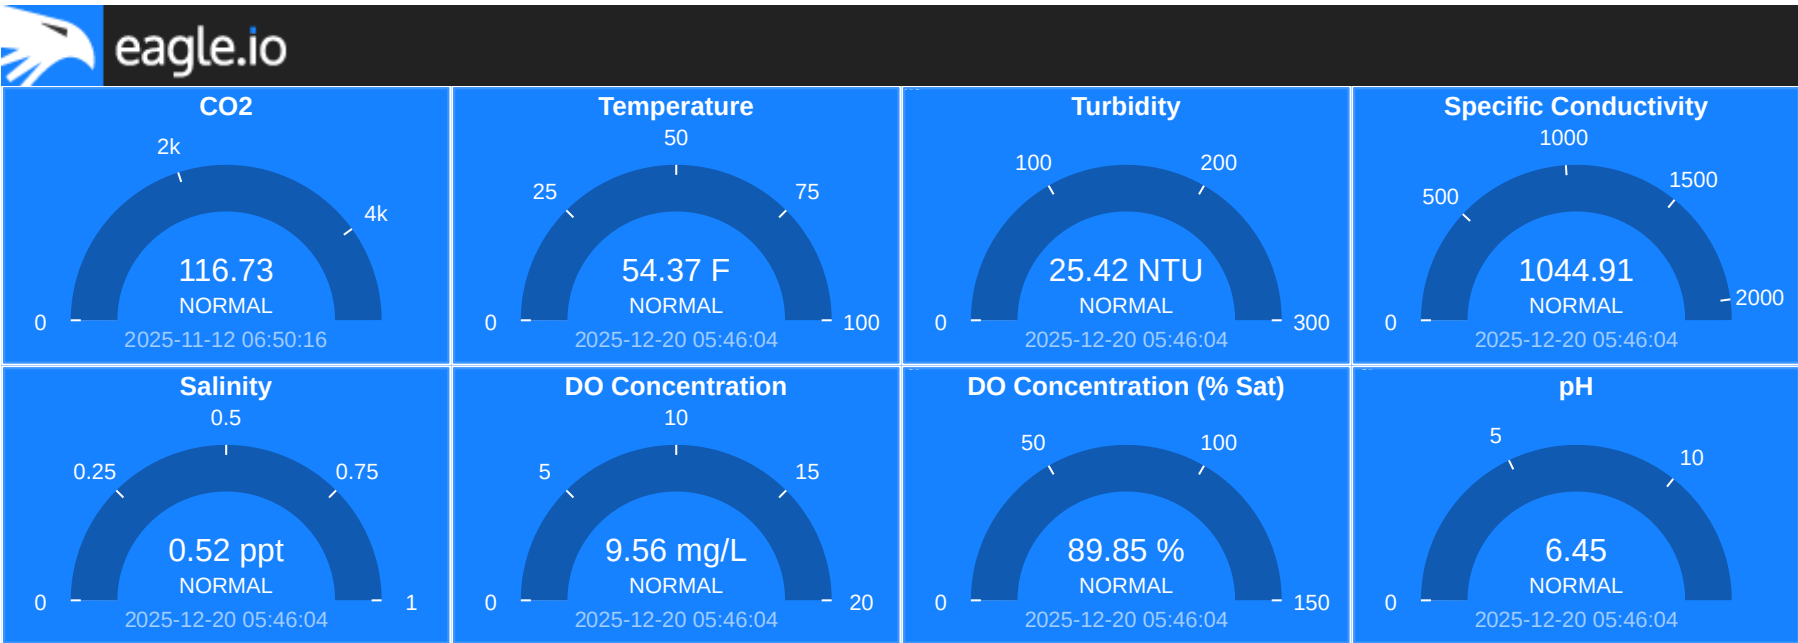 eagle.io
CO2
2k
4k
116.73
NORMAL
0
2025-11-12 06:50:16
Temperature
50
25
75
54.37 F
NORMAL
0
100
2025-12-20 05:46:04
Turbidity
100
200
25.42 NTU
NORMAL
0
300
2025-12-20 05:46:04
Specific Conductivity
1000
500
1500
1044.91
2000
NORMAL
0
2025-12-20 05:46:04
Salinity
0.5
0.25
0.75
0.52 ppt
NORMAL
0
1
2025-12-20 05:46:04
DO Concentration
10
5
15
9.56 mg/L
NORMAL
0
20
2025-12-20 05:46:04
DO Concentration (% Sat)
50
100
89.85 %
NORMAL
0
150
2025-12-20 05:46:04
pH
5
10
6.45
NORMAL
0
2025-12-20 05:46:04